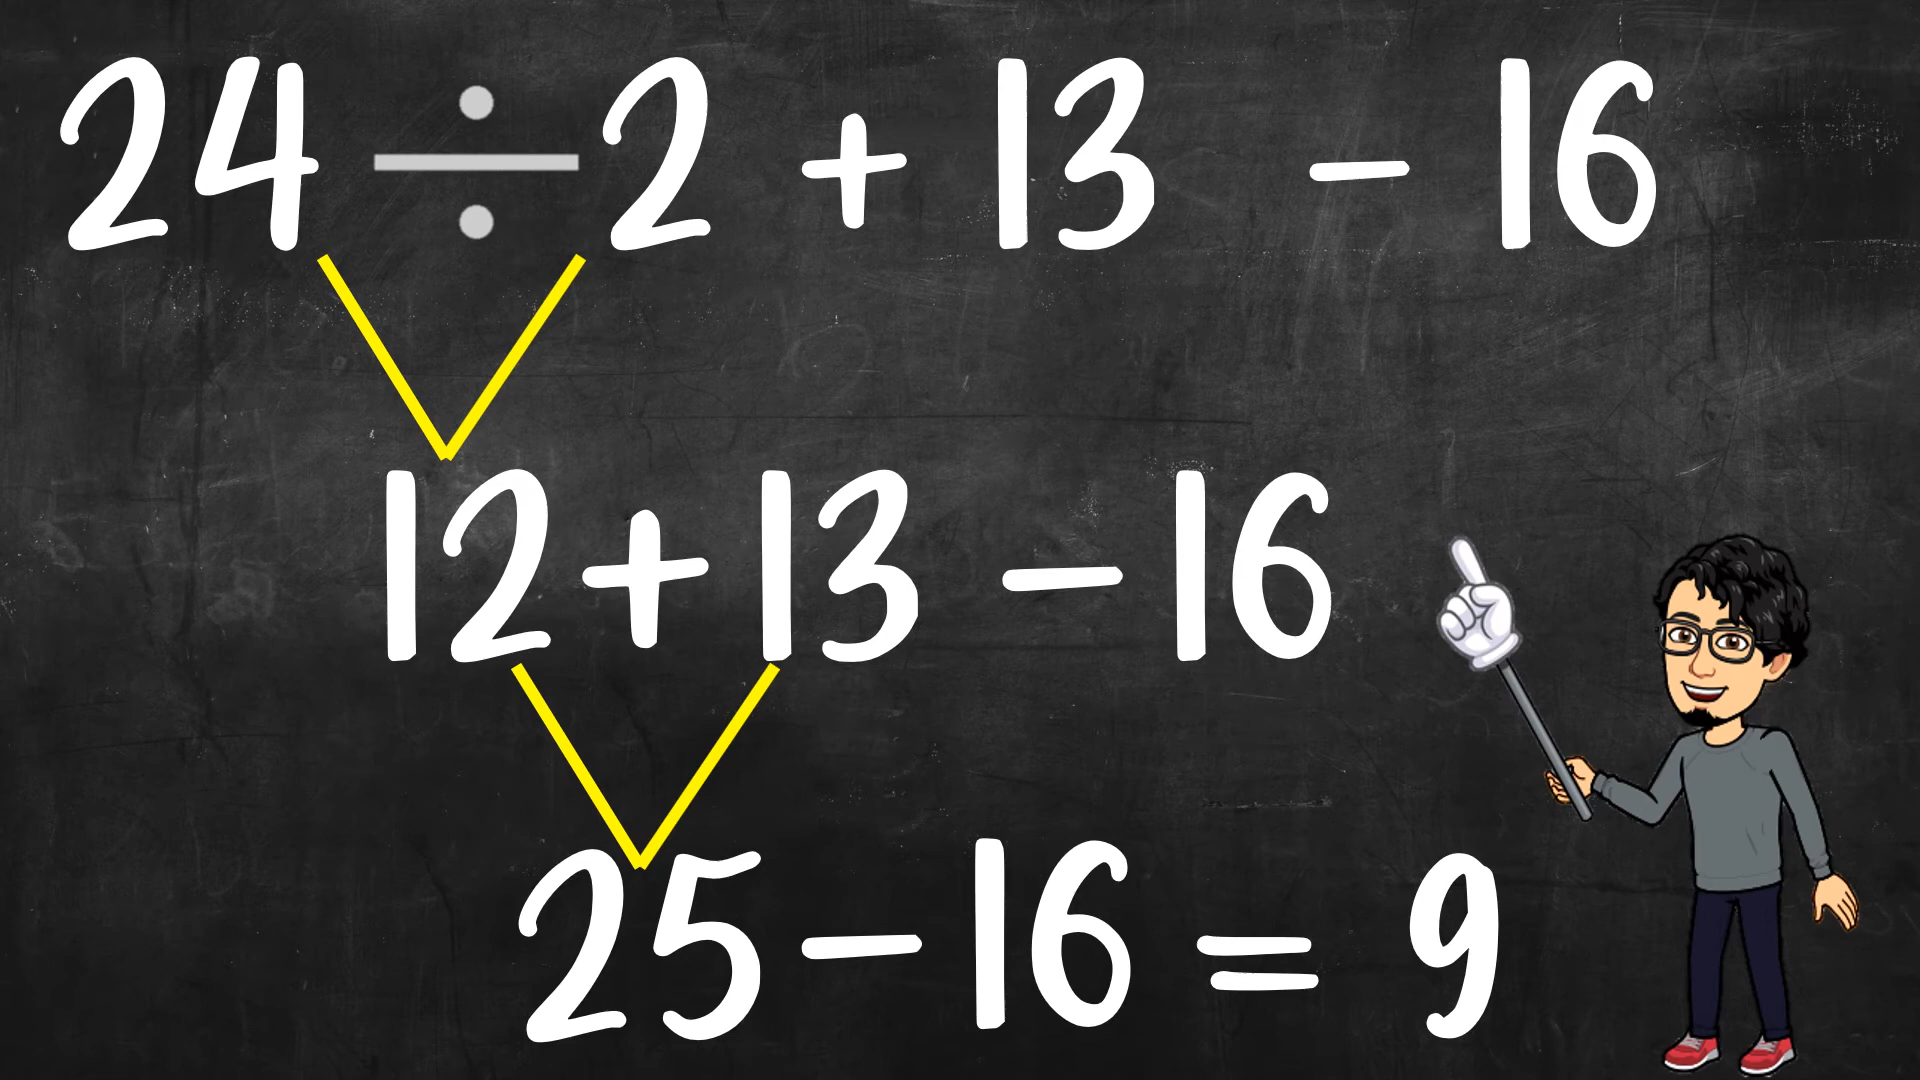 24 ÷ 2 + 13 - 16
12 + 13 - 16
25 - 16 = 9